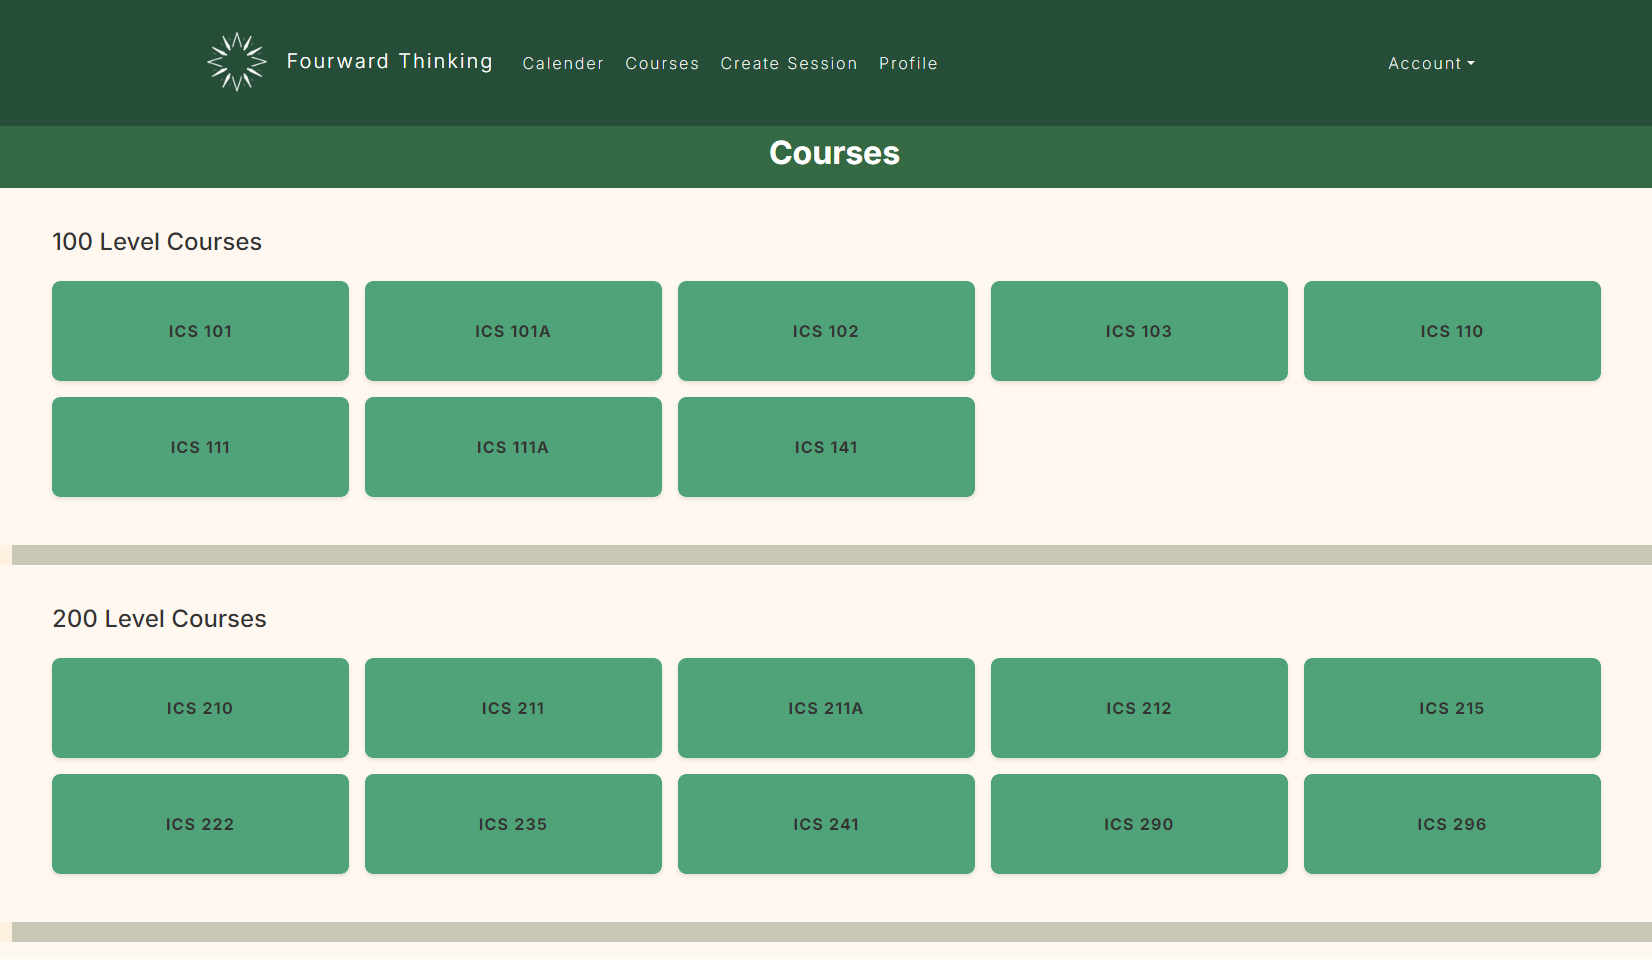 Fourward Thinking Calender Courses Create Session Profile Account
Courses
100 Level Courses
ICS 101 ICS 101A ICS 102 ICS 103 ICS 110
ICS 111 ICS 111A ICS 141
200 Level Courses
ICS 210 ICS 211 ICS 211A ICS 212 ICS 215
ICS 222 ICS 235 ICS 241 ICS 290 ICS 296